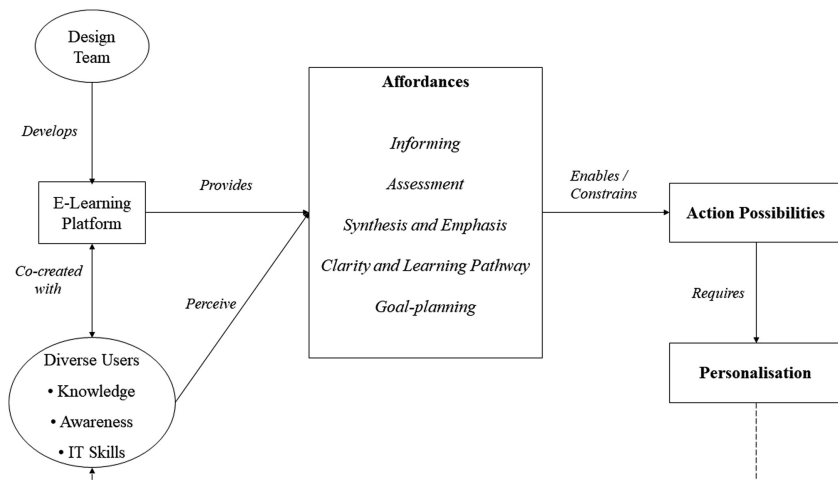 Design
Team
Develops
E-Learning
Platform
Co-created
with
Diverse Users
• Knowledge
• Awareness
• IT Skills
Provides
Perceive
Affordances
Informing
Assessment
Synthesis and Emphasis
Clarity and Learning Pathway
Goal-planning
Enables /
Constrains
Action Possibilities
Requires
Personalisation